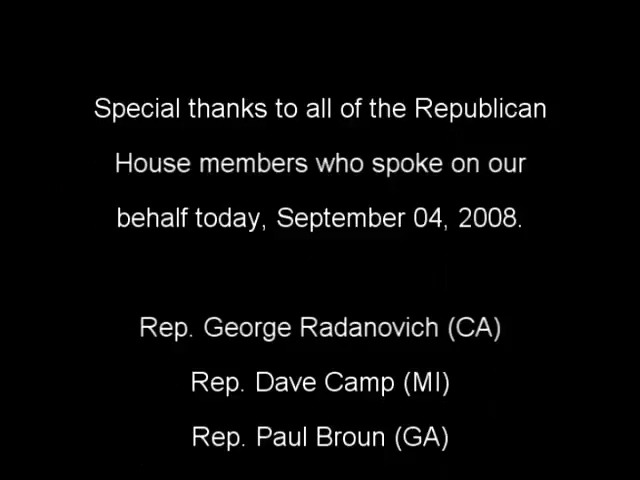 Special thanks to all of the Republican
House members who spoke on our
behalf today, September 04, 2008.
Rep. George Radanovich (CA)
Rep. Dave Camp (MI)
Rep. Paul Broun (GA)